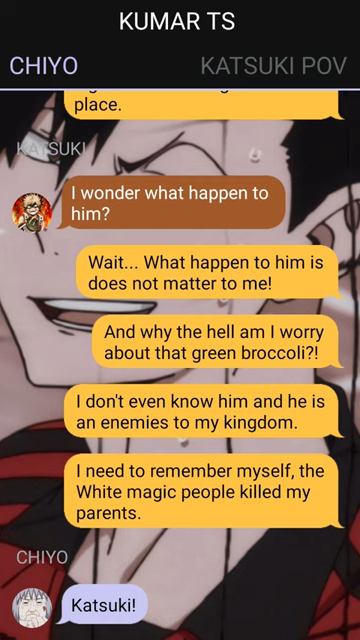 KUMAR TS
CHIYO
KATSUKI POV
place.
KATSUKI
I wonder what happen to
him?
Wait... What happen to him is
does not matter to me!
And why the hell am I worry
about that green broccoli?!
I don't even know him and he is
an enemies to my kingdom.
I need to remember myself, the
White magic people killed my
parents.
CHIYO
Katsuki!